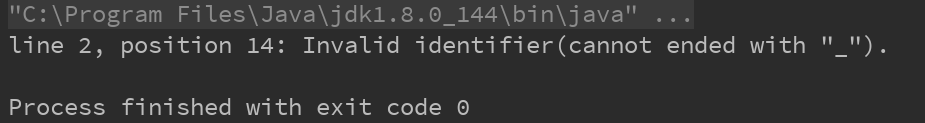 "C:\Program Files\Java\jdk1.8.0_144\bin\java" ...
line 2, position 14: Invalid identifier(cannot ended with "_").
Process finished with exit code 0